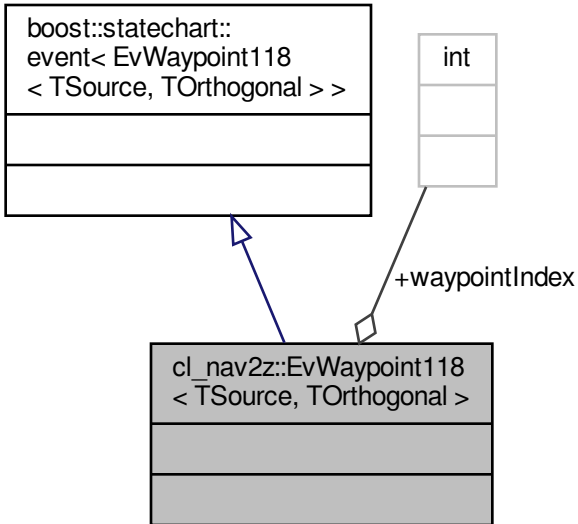 boost::statechart::
event< EvWaypoint118
< TSource, TOrthogonal > >
int
+waypointIndex
cl_nav2z::EvWaypoint118
< TSource, TOrthogonal >